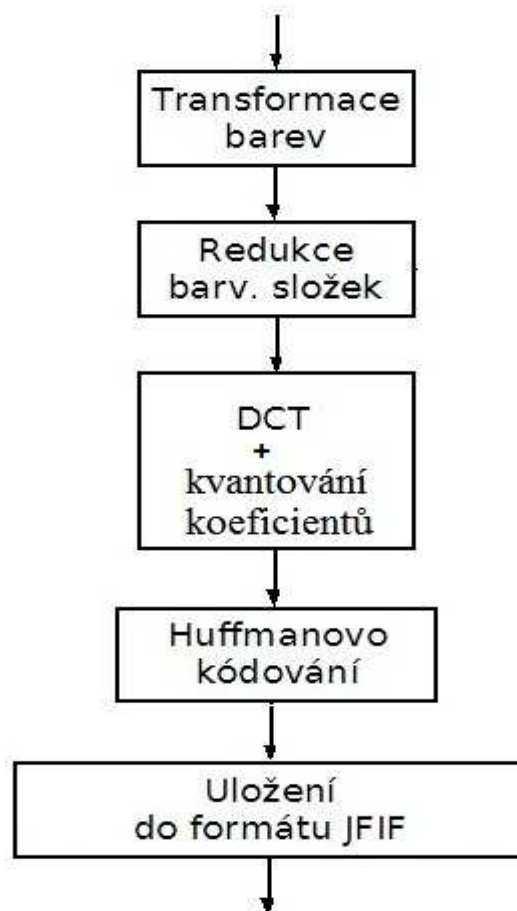 Transformace
barev
Redukce
barv. složek
DCT
+
kvantování
koeficientů
Huffmanovo
kódování
Uložení
do formátu JFIF